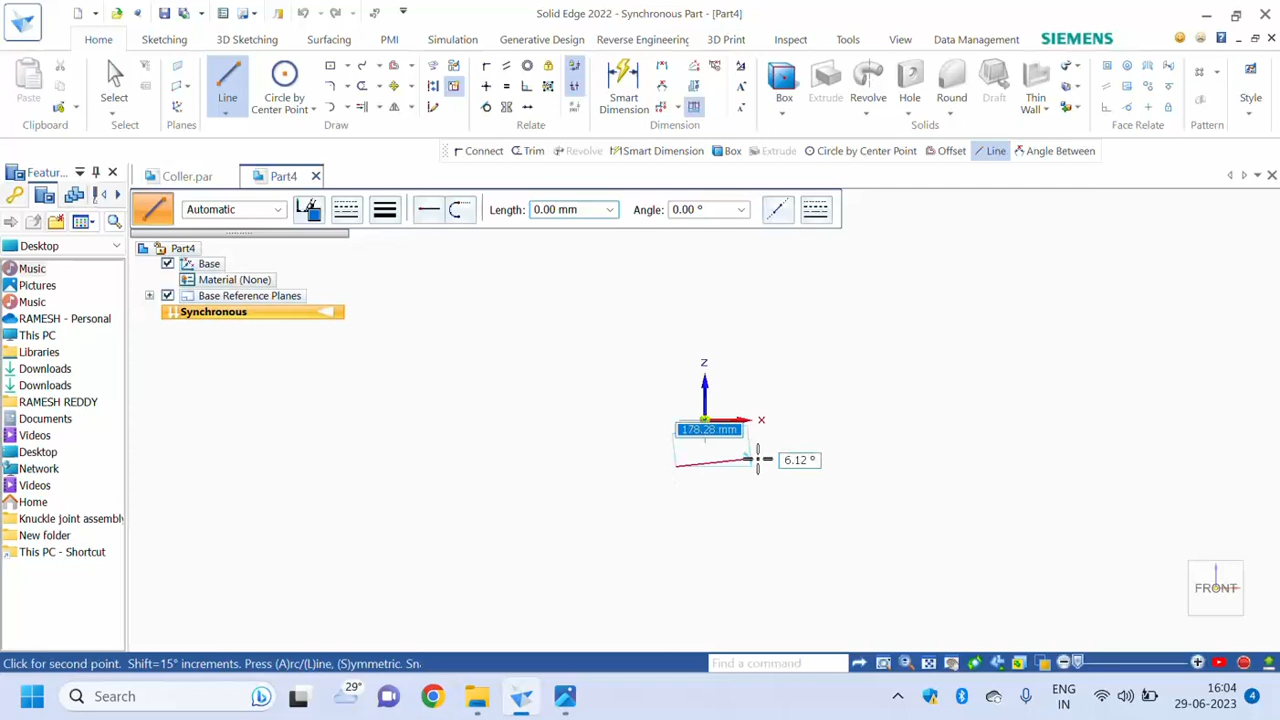 Solid Edge 2022 - Synchronous Part - [Part4]
Home Sketching 3D Sketching Surfacing PMI Simulation Generative Design Reverse Engineering 3D Print Inspect Tools View Data Management SIEMENS
Paste Select Line Circle by Center Point Smart Dimension Box Extrude Revolve Hole Round Draft Thin Wall Style
Clipboard Select Planes Draw Relate Dimension Solids Face Relate Pattern
Connect Trim Revolve Smart Dimension Box Extrude Circle by Center Point Offset Line Angle Between
Featur... Coller.par Part4
Automatic Length: 0.00 mm Angle: 0.00 °
Desktop
Part4
Base
Material (None)
Base Reference Planes
Synchronous
Music
Pictures
Music
RAMESH - Personal
This PC
Libraries
Downloads
Downloads
RAMESH REDDY
Documents
Videos
Desktop
Network
Videos
Home
Knuckle joint assembly
New folder
This PC - Shortcut
Z
X
178.28 mm
6.12 °
FRONT
Click for second point. Shift=15° increments. Press (A)rc/(L)ine, (S)ymmetric. Sna
Find a command
Search
29°
ENG
IN
16:04
29-06-2023
4